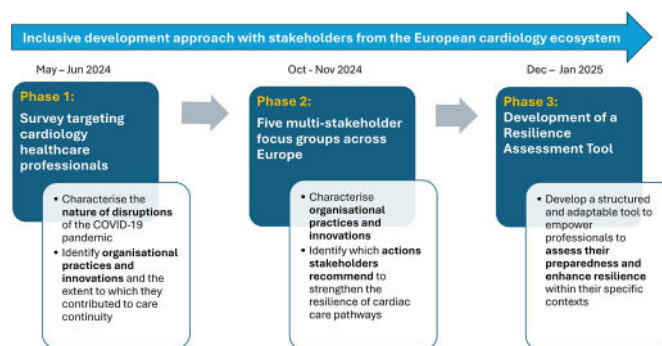 Inclusive development approach with stakeholders from the European cardiology ecosystem
May – Jun 2024
Phase 1:
Survey targeting
cardiology
healthcare
professionals
• Characterise the
nature of disruptions
of the COVID-19
pandemic
• Identify organisational
practices and
innovations and the
extent to which they
contributed to care
continuity
Oct - Nov 2024
Phase 2:
Five multi-stakeholder
focus groups across
Europe
• Characterise
organisational
practices and
innovations
• Identify which actions
stakeholders
recommend to
strengthen the
resilience of cardiac
care pathways
Dec – Jan 2025
Phase 3:
Development of a
Resilience
Assessment Tool
• Develop a structured
and adaptable tool to
empower
professionals to
assess their
preparedness and
enhance resilience
within their specific
contexts